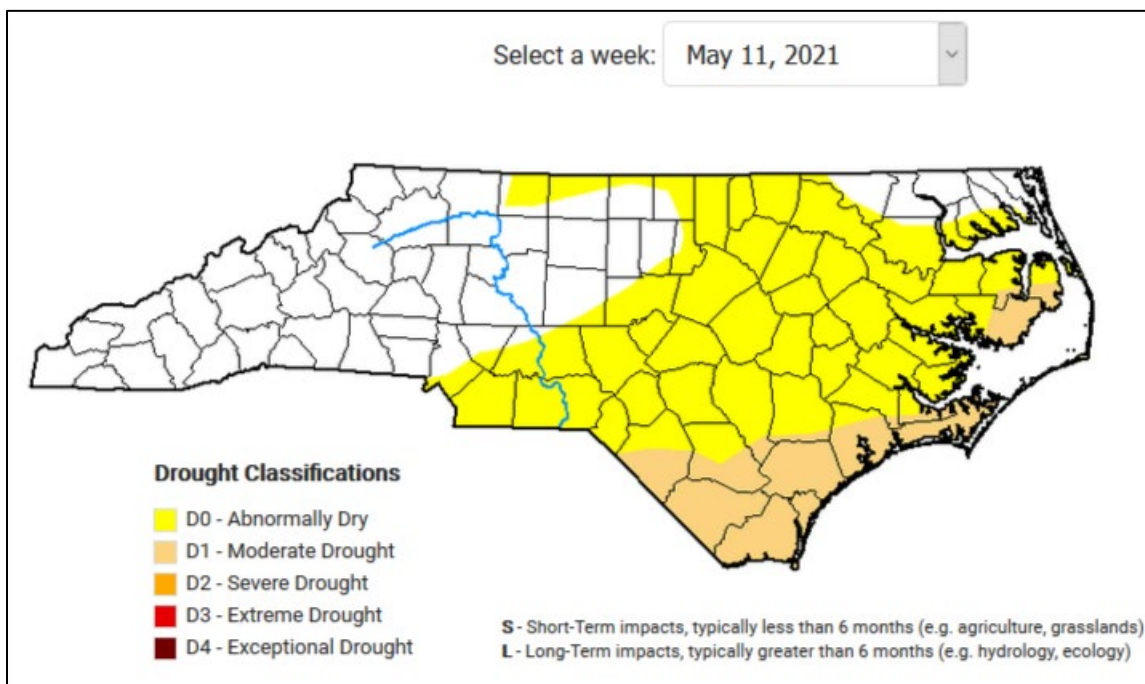 Select a week: May 11, 2021
Drought Classifications
D0 - Abnormally Dry
D1 - Moderate Drought
D2 - Severe Drought
D3 - Extreme Drought
D4 - Exceptional Drought
S - Short-Term impacts, typically less than 6 months (e.g. agriculture, grasslands)
L - Long-Term impacts, typically greater than 6 months (e.g. hydrology, ecology)